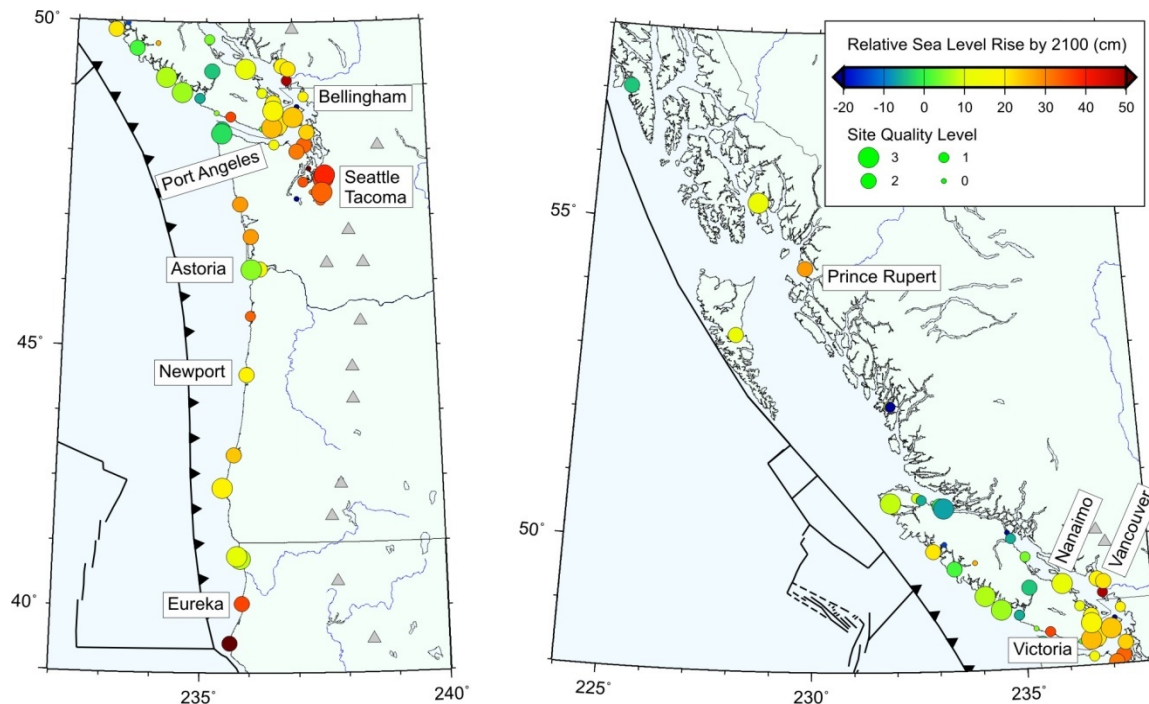 50˚
45˚
40˚
235˚
240˚
Bellingham
Port Angeles
Seattle
Tacoma
Astoria
Newport
Eureka
Relative Sea Level Rise by 2100 (cm)
-20 -10 0 10 20 30 40 50
Site Quality Level
3 1
2 0
55˚
50˚
225˚
230˚
235˚
Prince Rupert
Nanaimo
Vancouver
Victoria